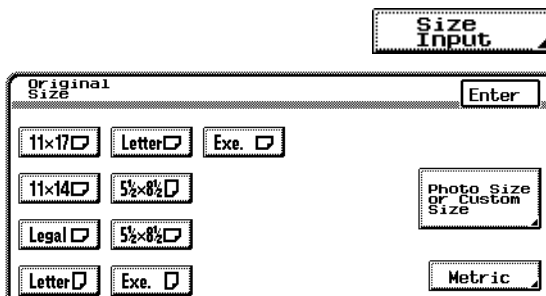 Size
Input
Original
Size
Enter
11×17
Letter
Exe.
11×14
5½×8½
Photo Size
or Custom
Size
Legal
5½×8½
Letter
Exe.
Metric